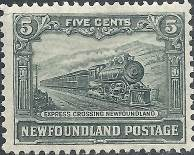 FIVE CENTS
5 5
EXPRESS CROSSING NEWFOUNDLAND
NEWFOUNDLAND POSTAGE